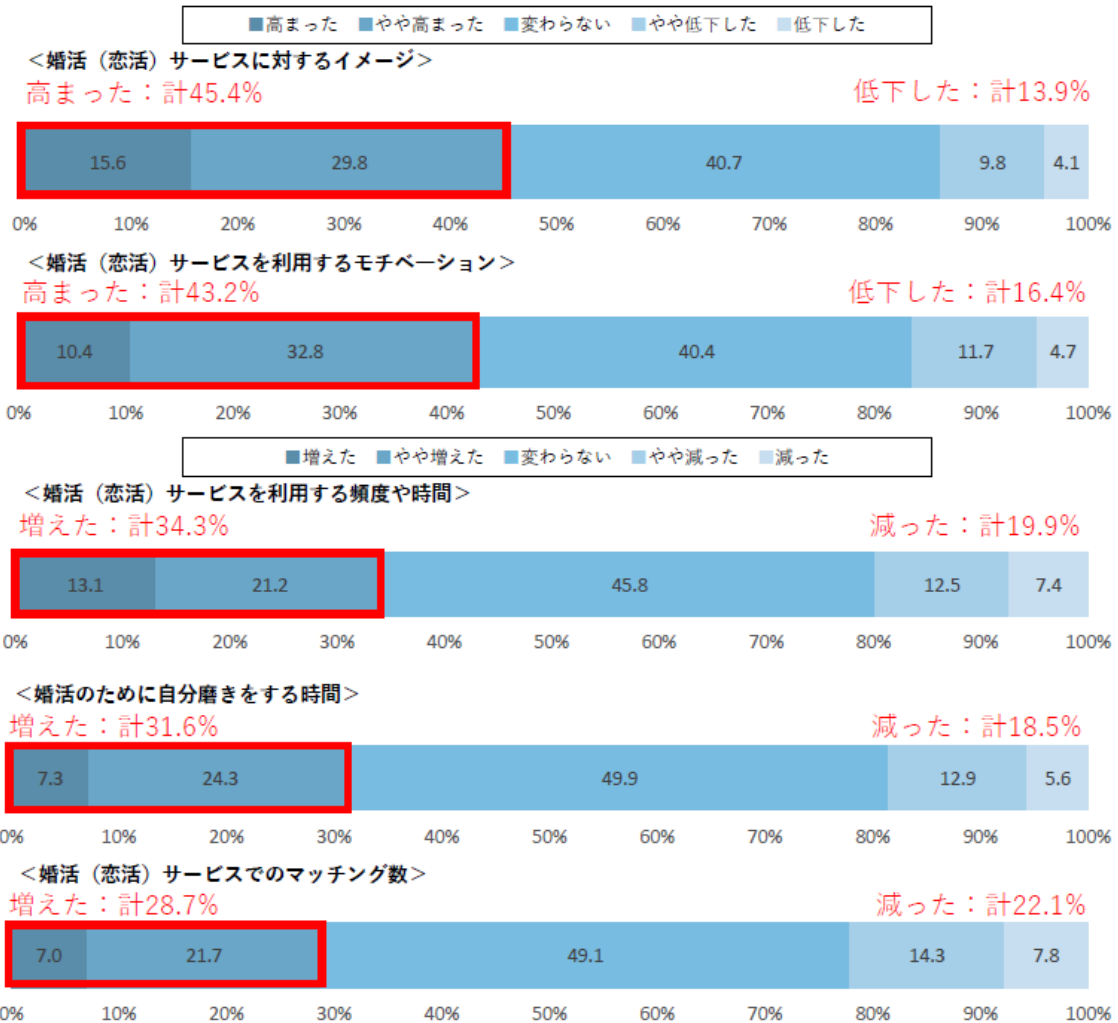 ■高まった ■やや高まった ■変わらない ■やや低下した ■低下した
＜婚活（恋活）サービスに対するイメージ＞
高まった：計45.4% 低下した：計13.9%
15.6 29.8 40.7 9.8 4.1
0% 10% 20% 30% 40% 50% 60% 70% 80% 90% 100%
＜婚活（恋活）サービスを利用するモチベーション＞
高まった：計43.2% 低下した：計16.4%
10.4 32.8 40.4 11.7 4.7
0% 10% 20% 30% 40% 50% 60% 70% 80% 90% 100%
■増えた ■やや増えた ■変わらない ■やや減った ■減った
＜婚活（恋活）サービスを利用する頻度や時間＞
増えた：計34.3% 減った：計19.9%
13.1 21.2 45.8 12.5 7.4
0% 10% 20% 30% 40% 50% 60% 70% 80% 90% 100%
＜婚活のために自分磨きをする時間＞
増えた：計31.6% 減った：計18.5%
7.3 24.3 49.9 12.9 5.6
0% 10% 20% 30% 40% 50% 60% 70% 80% 90% 100%
＜婚活（恋活）サービスでのマッチング数＞
増えた：計28.7% 減った：計22.1%
7.0 21.7 49.1 14.3 7.8
0% 10% 20% 30% 40% 50% 60% 70% 80% 90% 100%